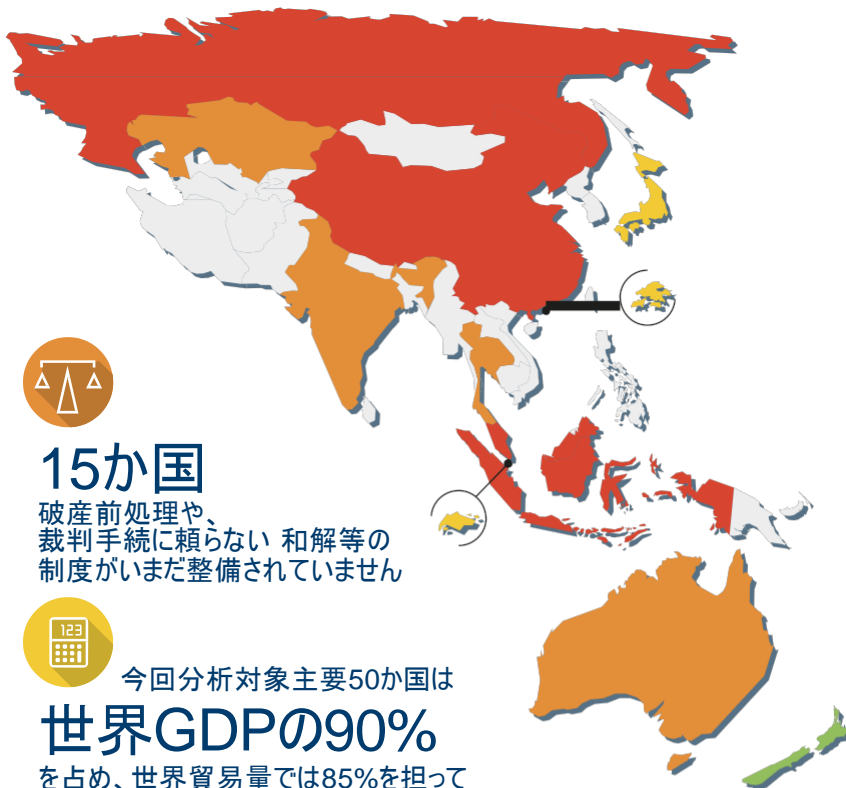 15か国
破産前処理や、
裁判手続に頼らない 和解等の
制度がいまだ整備されていません
123
今回分析対象主要50か国は
世界GDPの90%
を占め、世界貿易量では85%を担って